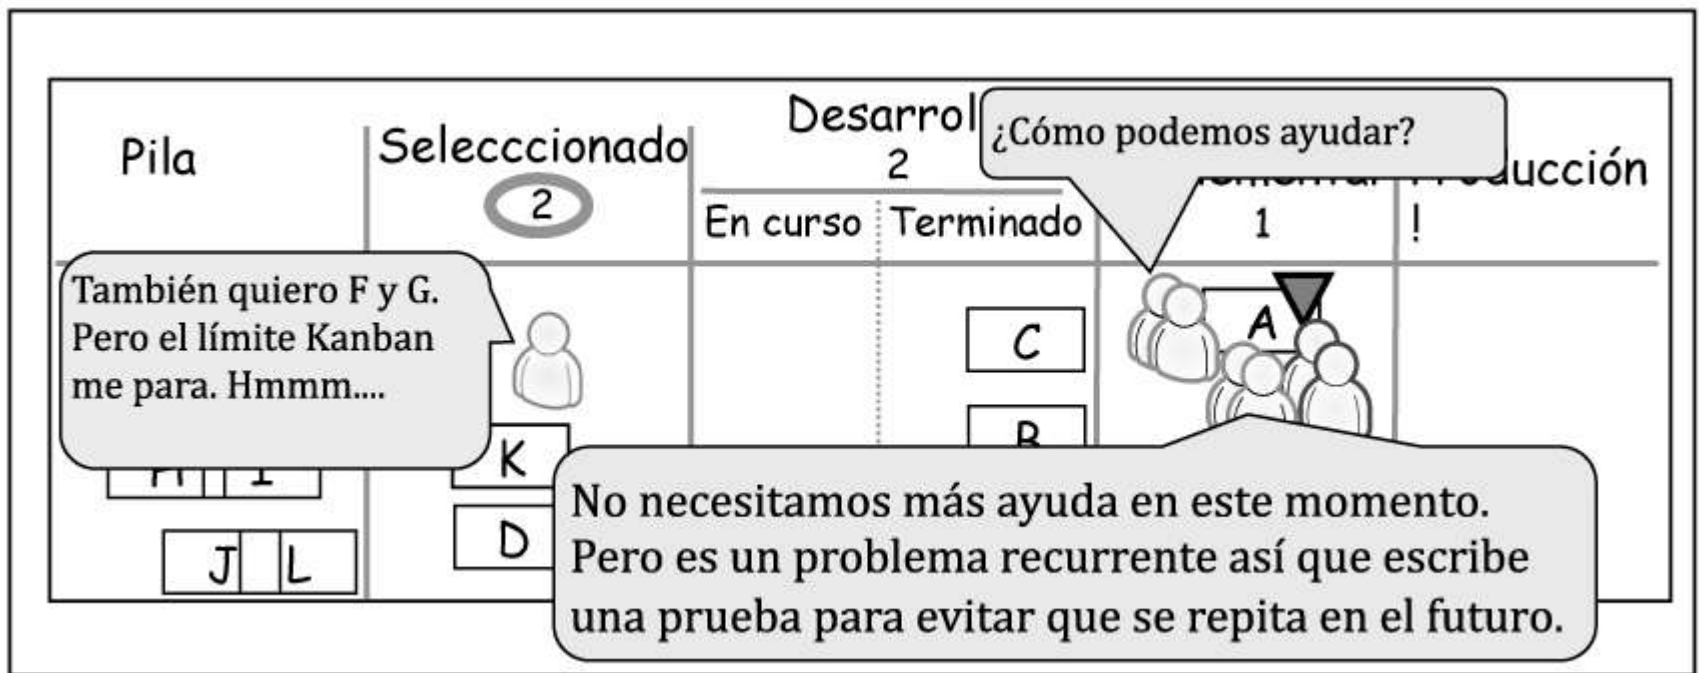 Pila
Selecccionado
2
Desarrol
2
En curso
Terminado
1
ucción
!
¿Cómo podemos ayudar?
También quiero F y G.
Pero el límite Kanban
me para. Hmmm....
C
B
A
K
D
H I
J L
No necesitamos más ayuda en este momento.
Pero es un problema recurrente así que escribe
una prueba para evitar que se repita en el futuro.